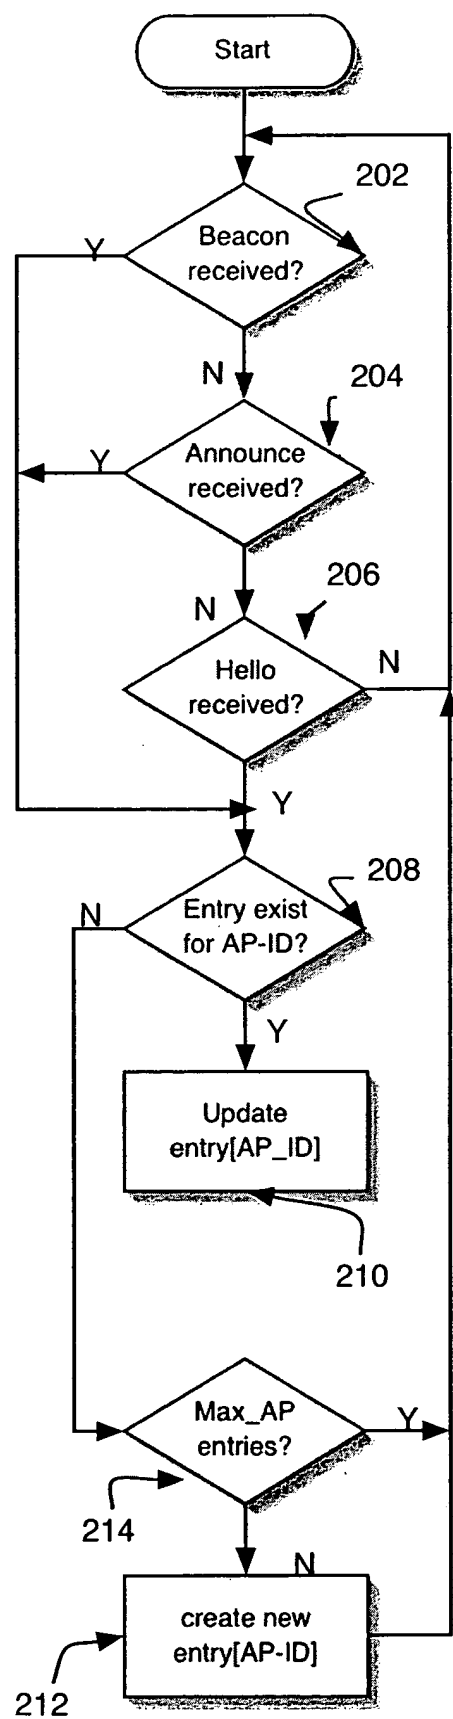 Start
202
Beacon
received?
Y
N
204
Announce
received?
Y
N
206
Hello
received?
N
Y
208
Entry exist
for AP-ID?
N
Y
Update
entry[AP_ID]
210
Max_AP
entries?
Y
214
N
create new
entry[AP-ID]
212